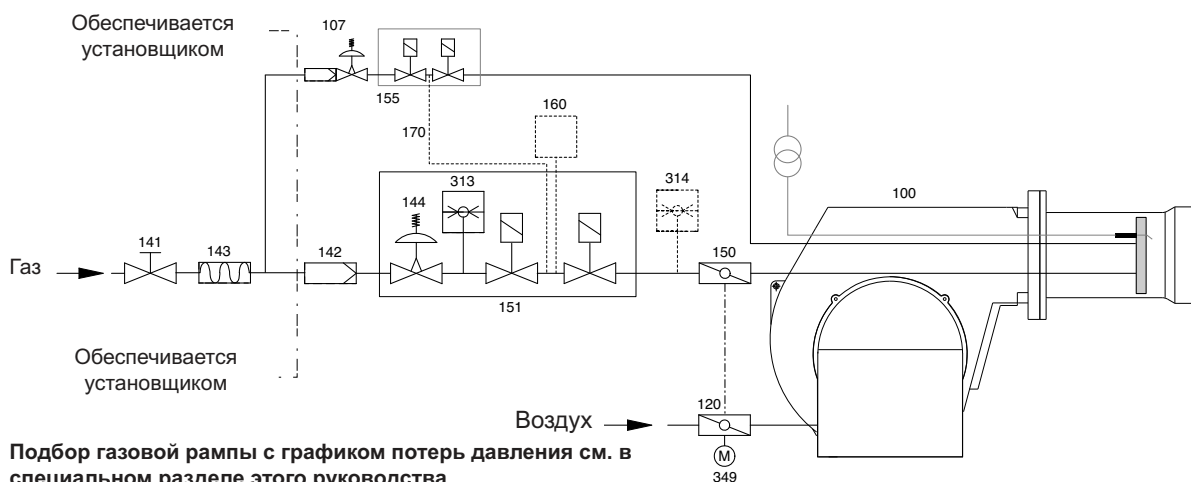 Обеспечивается
установщиком
107
155
160
170
313
314
144
100
141
143
142
150
Газ
151
Обеспечивается
установщиком
120
Воздух
M
349
Подбор газовой рампы с графиком потерь давления см. в
специальном разделе этого руководства